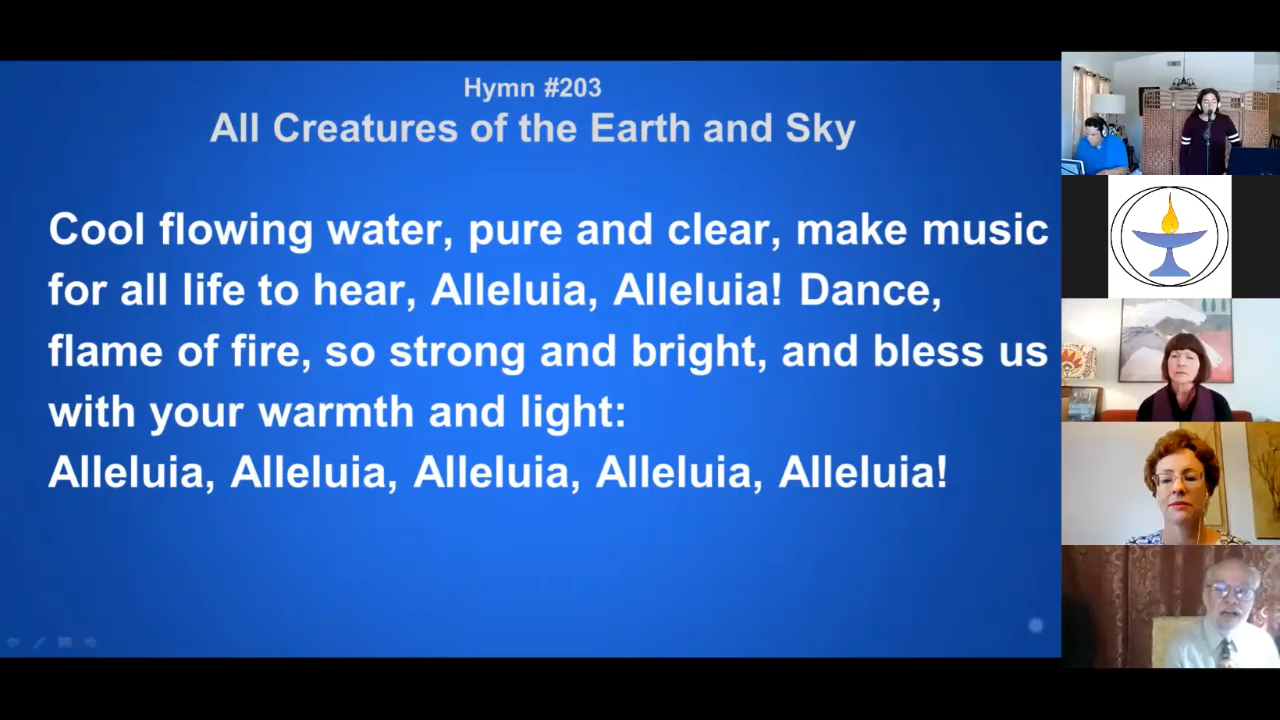 Hymn #203
All Creatures of the Earth and Sky
Cool flowing water, pure and clear, make music
for all life to hear, Alleluia, Alleluia! Dance,
flame of fire, so strong and bright, and bless us
with your warmth and light:
Alleluia, Alleluia, Alleluia, Alleluia, Alleluia!